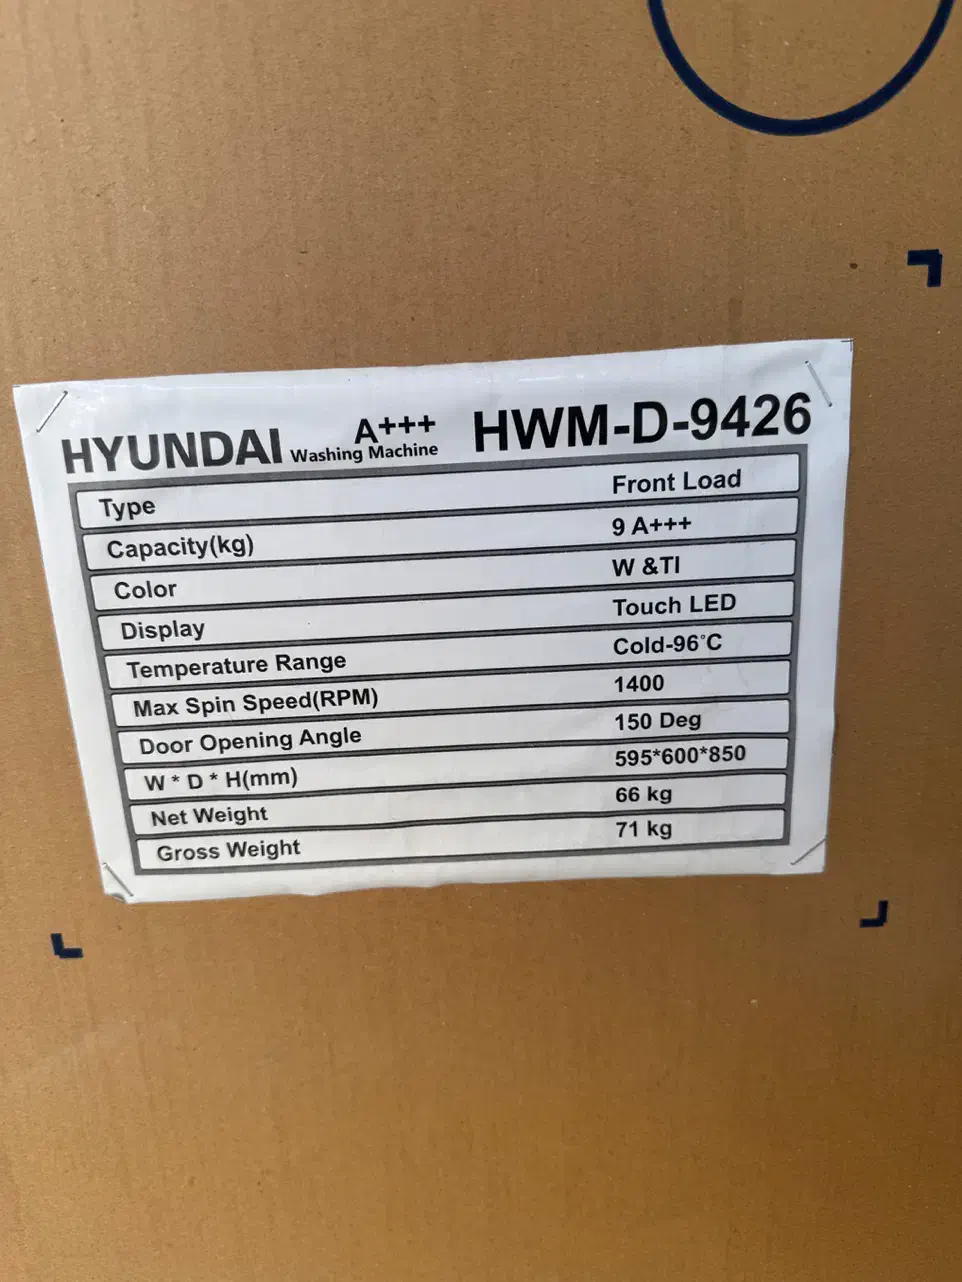 HYUNDAI A+++ Washing Machine HWM-D-9426
Type Front Load
Capacity(kg) 9 A+++
Color W &TI
Display Touch LED
Temperature Range Cold-96°C
Max Spin Speed(RPM) 1400
Door Opening Angle 150 Deg
W * D * H(mm) 595*600*850
Net Weight 66 kg
Gross Weight 71 kg